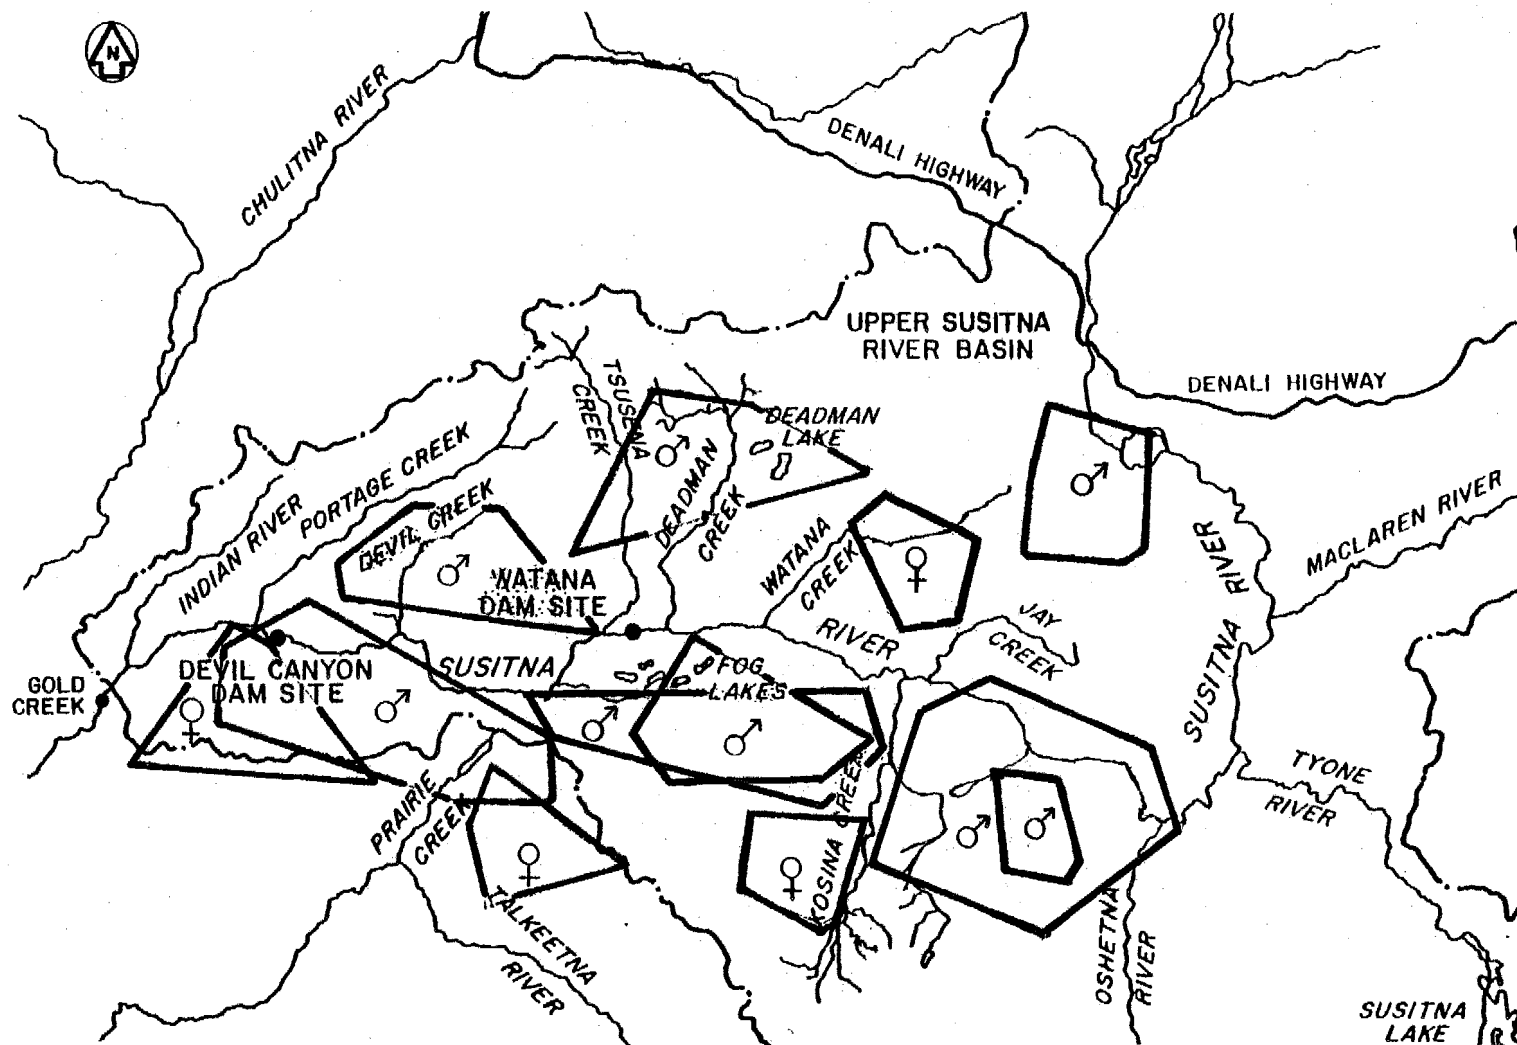 N
CHULITNA RIVER
DENALI HIGHWAY
UPPER SUSITNA
RIVER BASIN
DENALI HIGHWAY
TSUSENA
CREEK
DEADMAN
LAKE
DEADMAN
CREEK
PORTAGE CREEK
INDIAN RIVER
DEVIL CREEK
WATANA
DAM SITE
WATANA
CREEK
MACLAREN RIVER
JAY
CREEK
SUSITNA
RIVER
SUSITNA RIVER
DEVIL CANYON
DAM SITE
GOLD
CREEK
FOG
LAKES
PRAIRIE
CREEK
TALKEETNA
RIVER
KOSINA CREEK
TYONE
RIVER
OSHETNA
RIVER
SUSITNA
LAKE